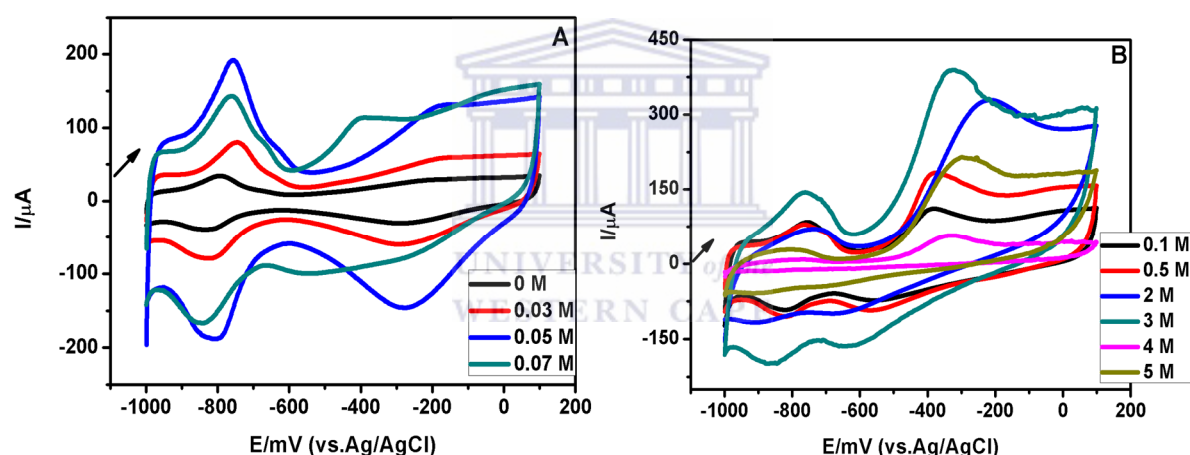 A
200
100
0
-100
-200
I/µA
-1000 -800 -600 -400 -200 0 200
E/mV (vs.Ag/AgCl)
0 M
0.03 M
0.05 M
0.07 M
B
450
300
150
0
-150
I/µA
-1000 -800 -600 -400 -200 0 200
E/mV (vs.Ag/AgCl)
0.1 M
0.5 M
2 M
3 M
4 M
5 M
UNIVERSITY of the
WESTERN CAPE